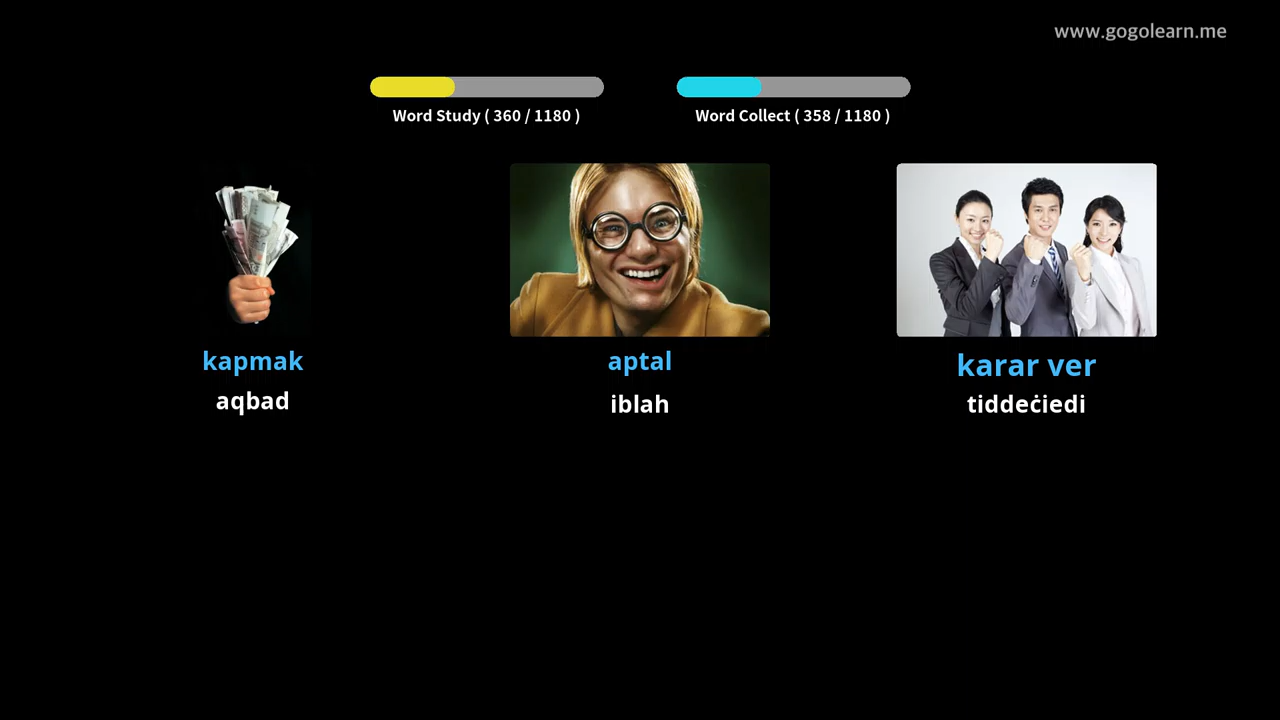 www.gogolearn.me
Word Study ( 360 / 1180 )
Word Collect ( 358 / 1180 )
kapmak
aptal
karar ver
aqbad
iblah
tiddeċiedi